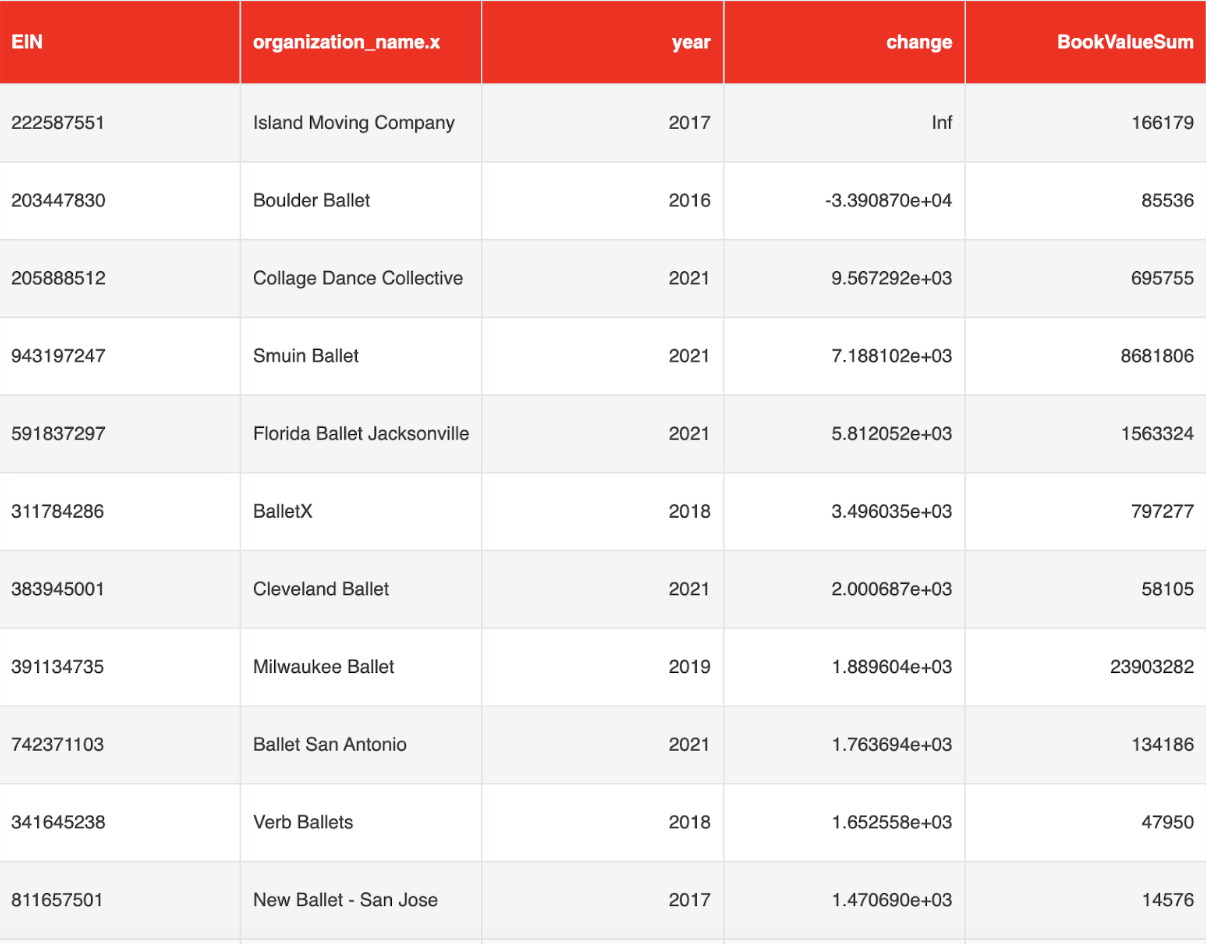 EIN organization_name.x year change BookValueSum
222587551 Island Moving Company 2017 Inf 166179
203447830 Boulder Ballet 2016 -3.390870e+04 85536
205888512 Collage Dance Collective 2021 9.567292e+03 695755
943197247 Smuin Ballet 2021 7.188102e+03 8681806
591837297 Florida Ballet Jacksonville 2021 5.812052e+03 1563324
311784286 BalletX 2018 3.496035e+03 797277
383945001 Cleveland Ballet 2021 2.000687e+03 58105
391134735 Milwaukee Ballet 2019 1.889604e+03 23903282
742371103 Ballet San Antonio 2021 1.763694e+03 134186
341645238 Verb Ballets 2018 1.652558e+03 47950
811657501 New Ballet - San Jose 2017 1.470690e+03 14576